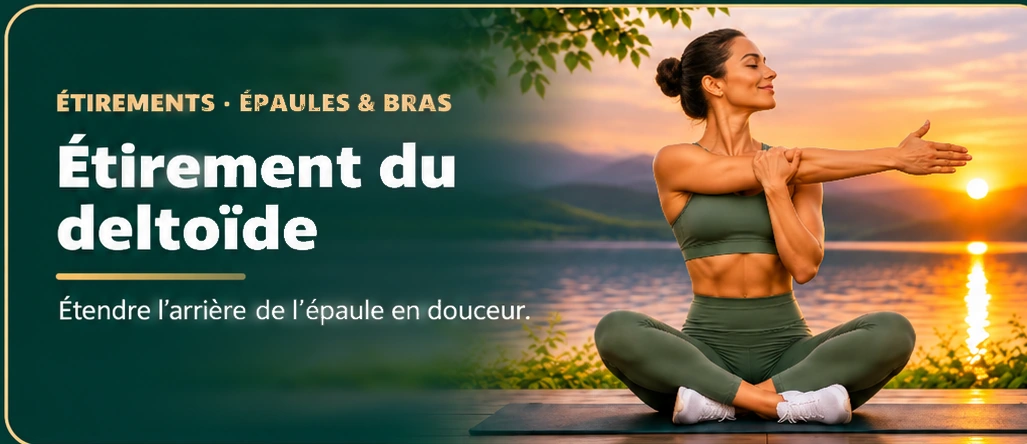 ÉTIREMENTS · ÉPAULES & BRAS
Étirement du
deltoïde
Étendre l’arrière de l’épaule en douceur.